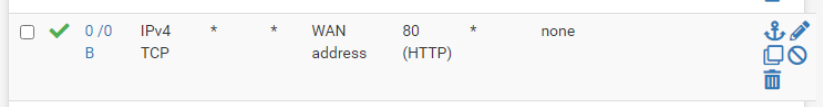 0 /0 IPv4 * * WAN 80 * none
B TCP address (HTTP)